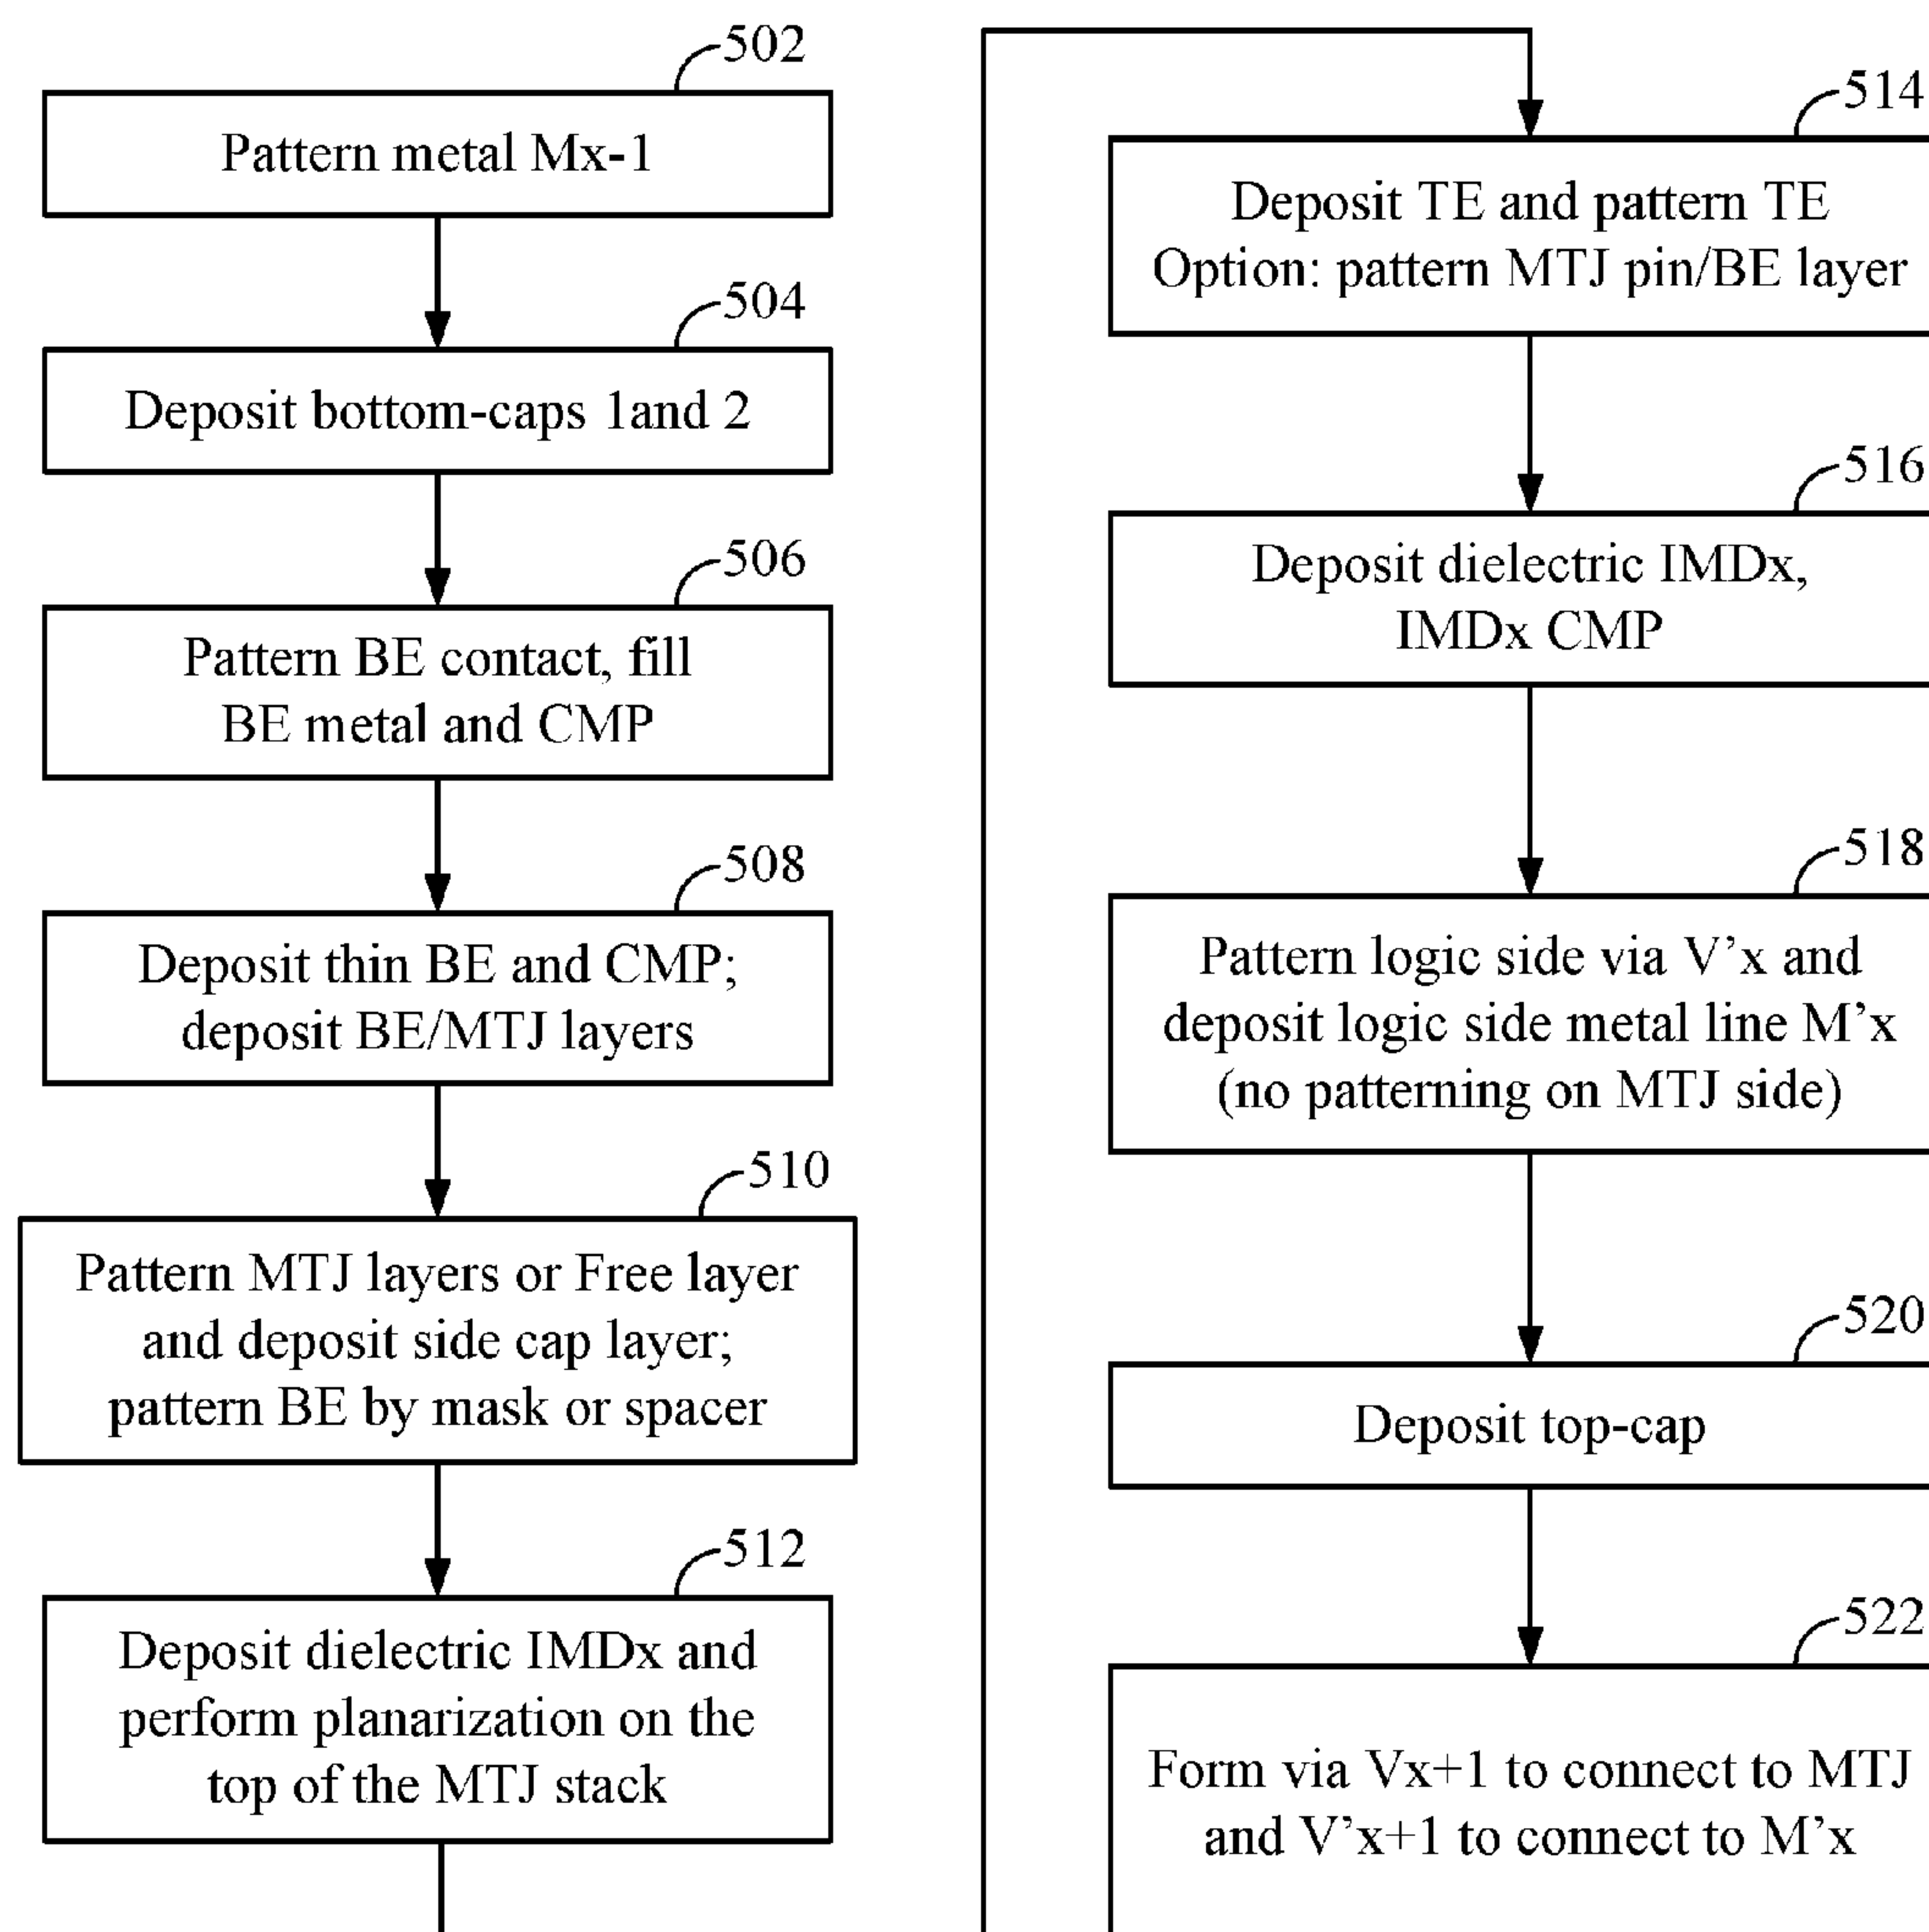 502
Pattern metal Mx-1
504
Deposit bottom-caps 1and 2
506
Pattern BE contact, fill
BE metal and CMP
508
Deposit thin BE and CMP;
deposit BE/MTJ layers
510
Pattern MTJ layers or Free layer
and deposit side cap layer;
pattern BE by mask or spacer
512
Deposit dielectric IMDx and
perform planarization on the
top of the MTJ stack
514
Deposit TE and pattern TE
Option: pattern MTJ pin/BE layer
516
Deposit dielectric IMDx,
IMDx CMP
518
Pattern logic side via V’x and
deposit logic side metal line M’x
(no patterning on MTJ side)
520
Deposit top-cap
522
Form via Vx+1 to connect to MTJ
and V’x+1 to connect to M’x